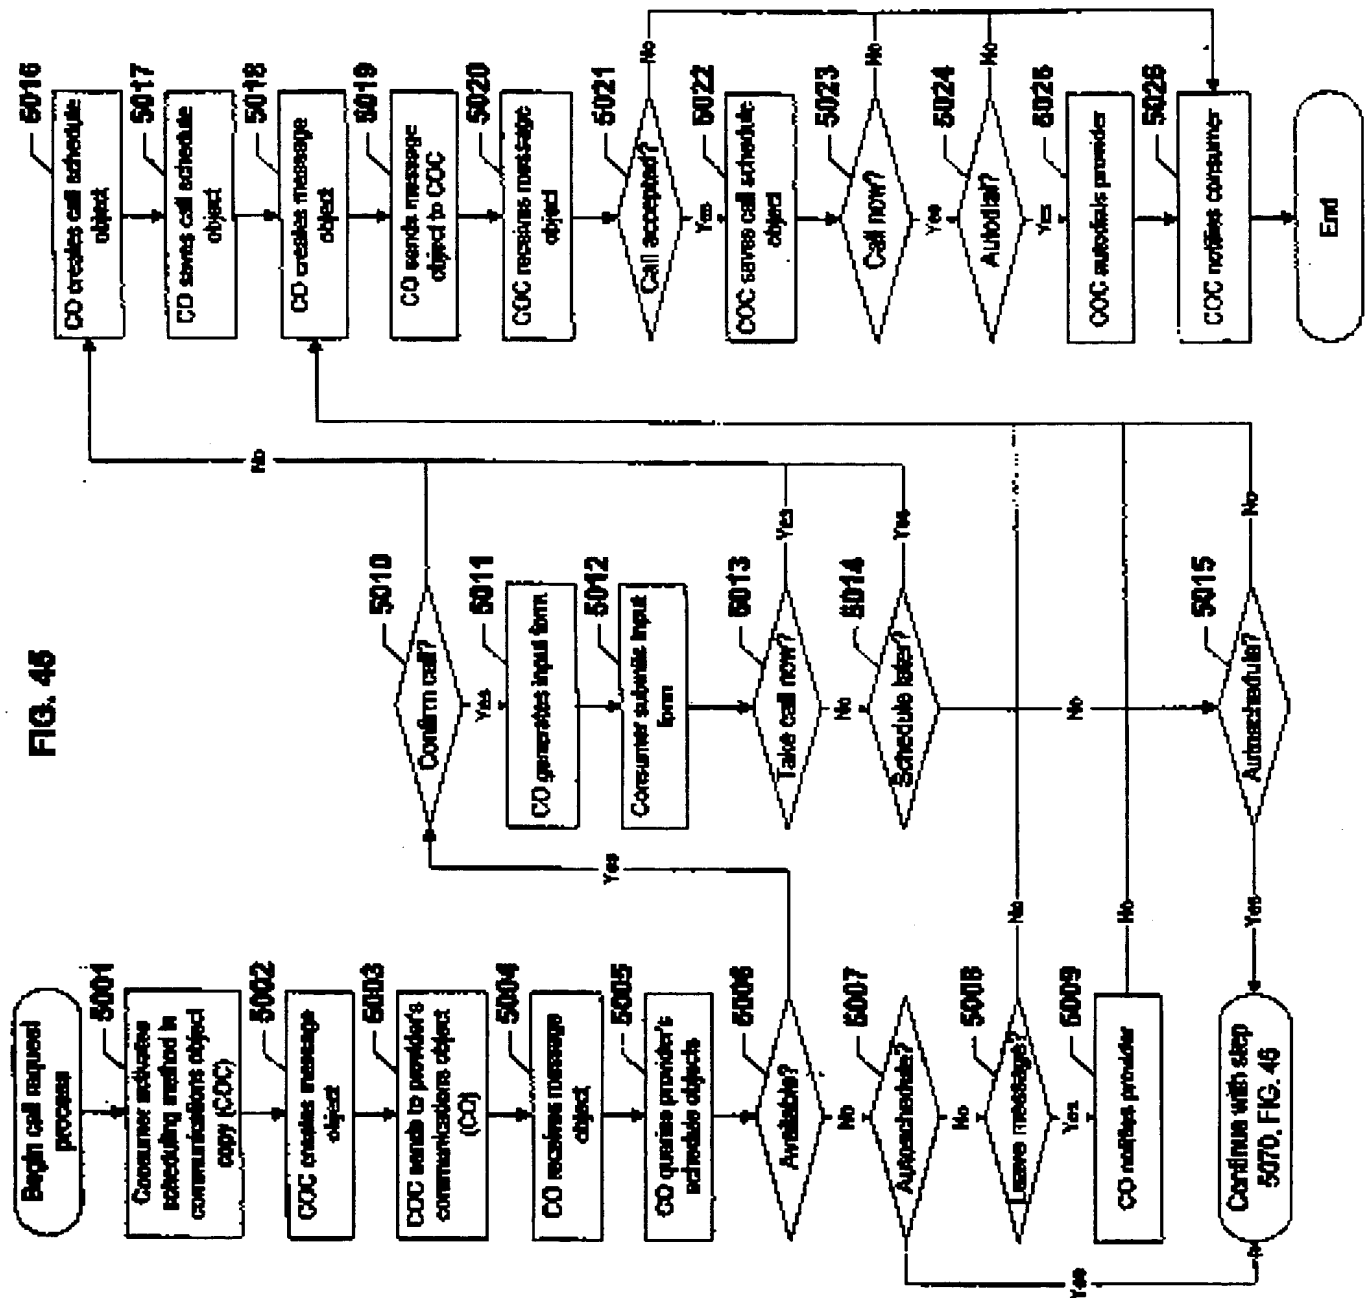 FIG. 45
Begin call request
process
5001
Consumer activates
scheduling method in
communications object
copy (COC)
5002
COC creates message
object
5003
COC sends to provider's
communications object
(CO)
5004
CO receives message
object
5005
CO queries provider's
schedule objects
5006
Available?
Yes
No
5007
Autoschedule?
Yes
No
5008
Leave message?
No
Yes
5009
CO notifies provider
No
Continue with step
5070, FIG. 46
5010
Confirm call?
No
Yes
5011
CO generates input form
5012
Consumer submits input
form
5013
Take call now?
Yes
No
5014
Schedule later?
Yes
No
5015
Autoschedule?
No
Yes
5016
CO creates call schedule
object
5017
CO saves call schedule
object
5018
CO creates message
object
5019
CO sends message
object to COC
5020
COC receives message
object
5021
Call accepted?
No
Yes
5022
COC saves call schedule
object
5023
Call now?
No
Yes
5024
Autodial?
No
Yes
5025
COC autodials provider
5026
COC notifies consumer
End